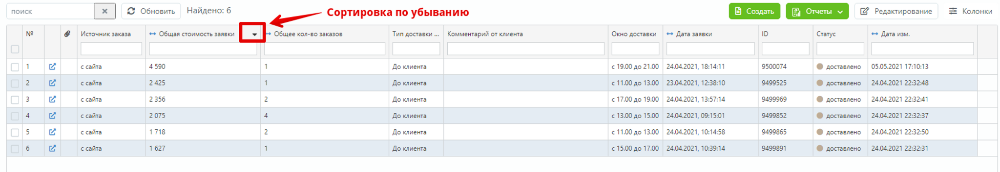 поиск Обновить Найдено: 6 Сортировка по убыванию Создать Отчеты Редактирование Колонки
№ Источник заказа Общая стоимость заявки Общее кол-во заказов Тип доставки ... Комментарий от клиента Окно доставки Дата заявки ID Статус Дата изм.
1 с сайта 4 590 1 До клиента с 19.00 до 21.00 24.04.2021, 18:14:11 9500074 доставлено 05.05.2021 17:10:13
2 с сайта 2 425 1 До клиента с 11.00 до 13.00 23.04.2021, 12:38:10 9499525 доставлено 24.04.2021 22:32:48
3 с сайта 2 356 2 До клиента с 17.00 до 19.00 24.04.2021, 13:57:14 9499969 доставлено 24.04.2021 22:32:41
4 с сайта 2 075 4 До клиента с 13.00 до 15.00 24.04.2021, 09:15:01 9499852 доставлено 24.04.2021 22:32:37
5 с сайта 1 718 2 До клиента с 11.00 до 13.00 24.04.2021, 10:14:58 9499865 доставлено 24.04.2021 22:32:50
6 с сайта 1 627 1 До клиента с 15.00 до 17.00 24.04.2021, 10:39:14 9499891 доставлено 24.04.2021 22:32:31